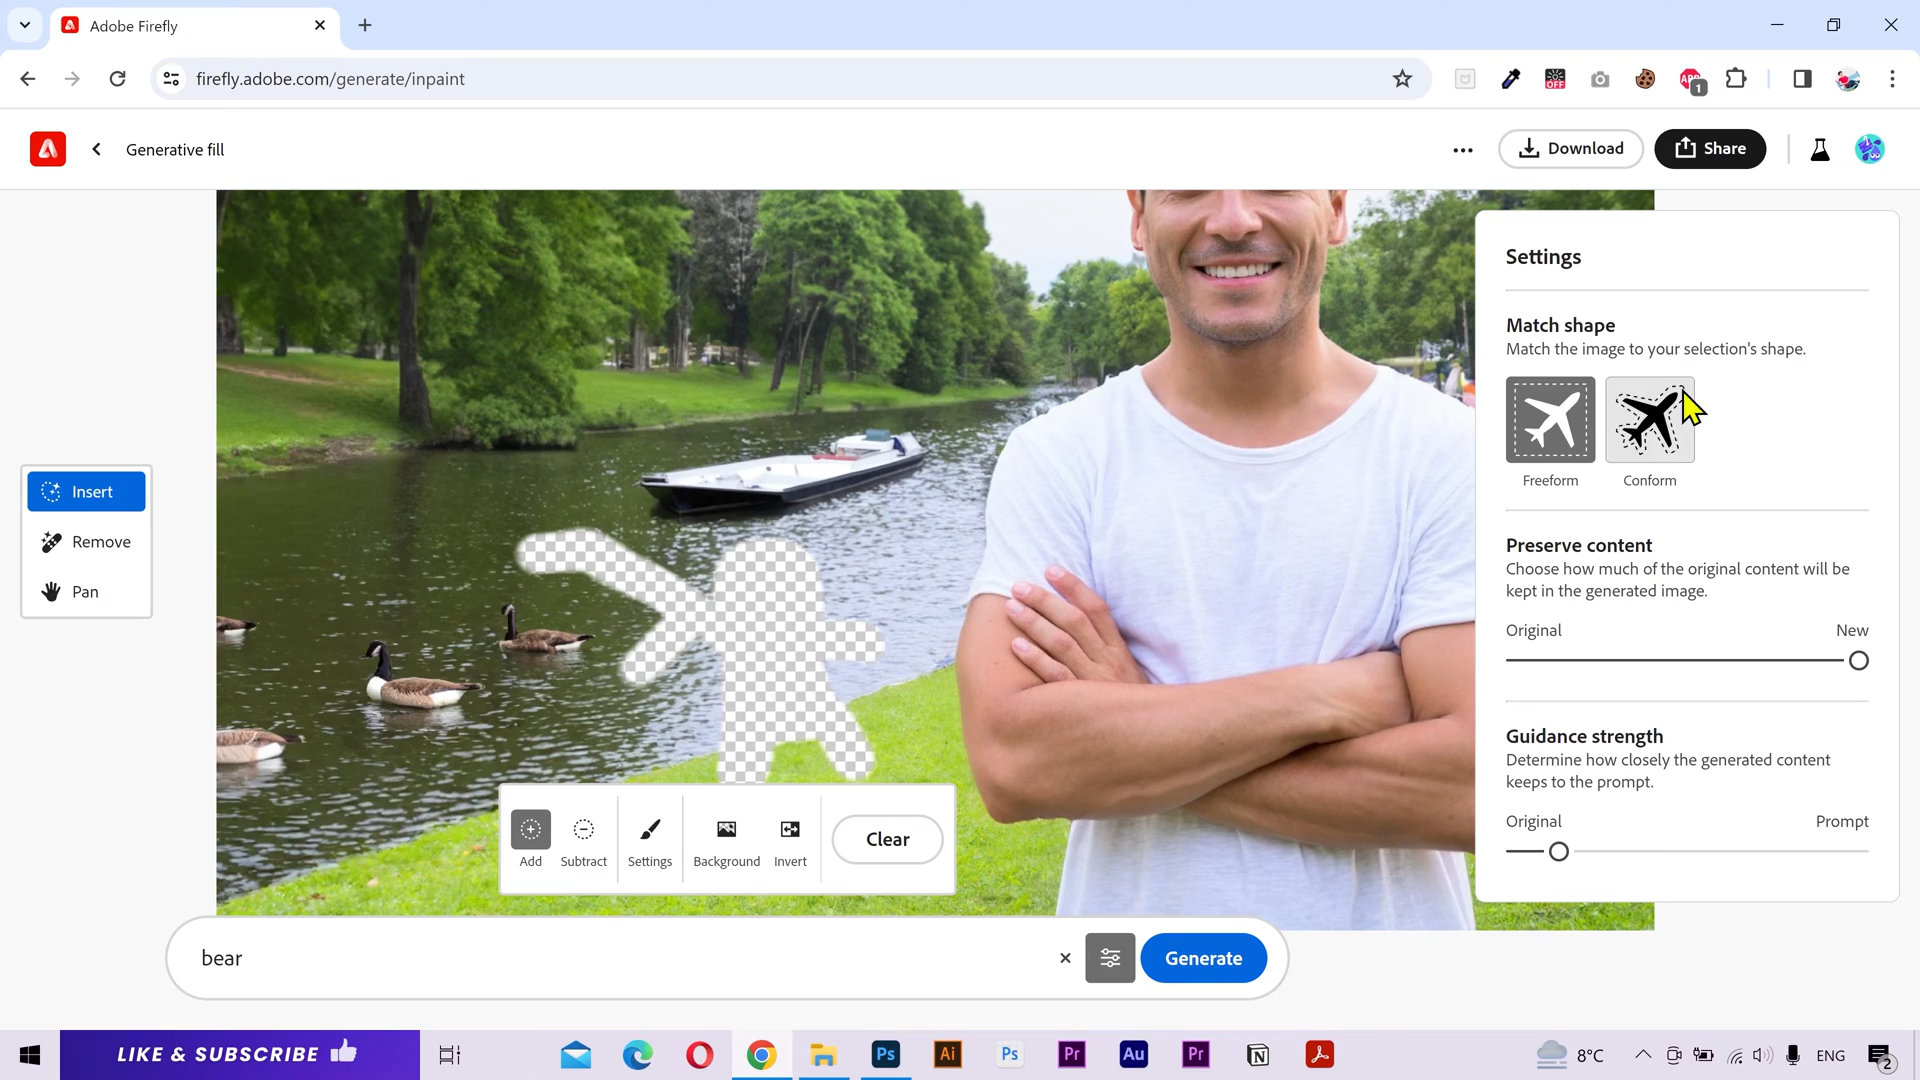 Adobe Firefly
firefly.adobe.com/generate/inpaint
OFF
ABP
1
Generative fill
Download
Share
Settings
Match shape
Match the image to your selection's shape.
Freeform
Conform
Preserve content
Choose how much of the original content will be
kept in the generated image.
Original
New
Guidance strength
Determine how closely the generated content
keeps to the prompt.
Original
Prompt
Insert
Remove
Pan
Add
Subtract
Settings
Background
Invert
Clear
bear
Generate
LIKE & SUBSCRIBE
Ps
Ai
Ps
Pr
Au
Pr
8°C
ENG
2